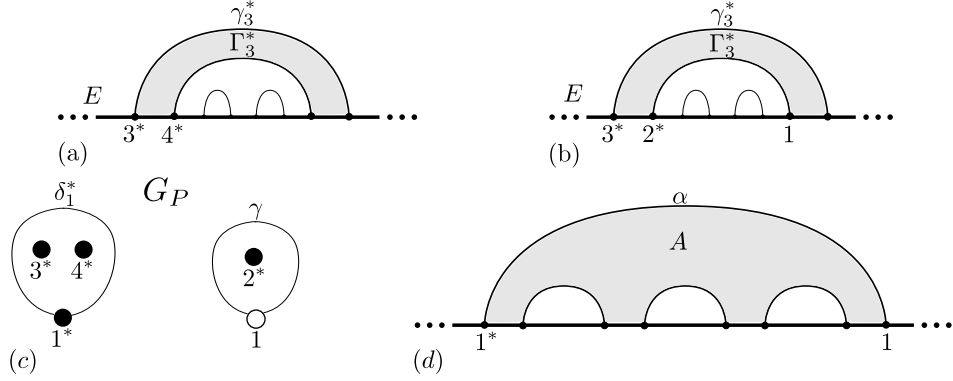 γ₃* γ₃*
Γ₃* Γ₃*
E E
3* 4* 3* 2* 1
(a) (b)
δ₁* G_P γ α
A
3* 4* 2*
1* 1 1* 1
(c) (d)